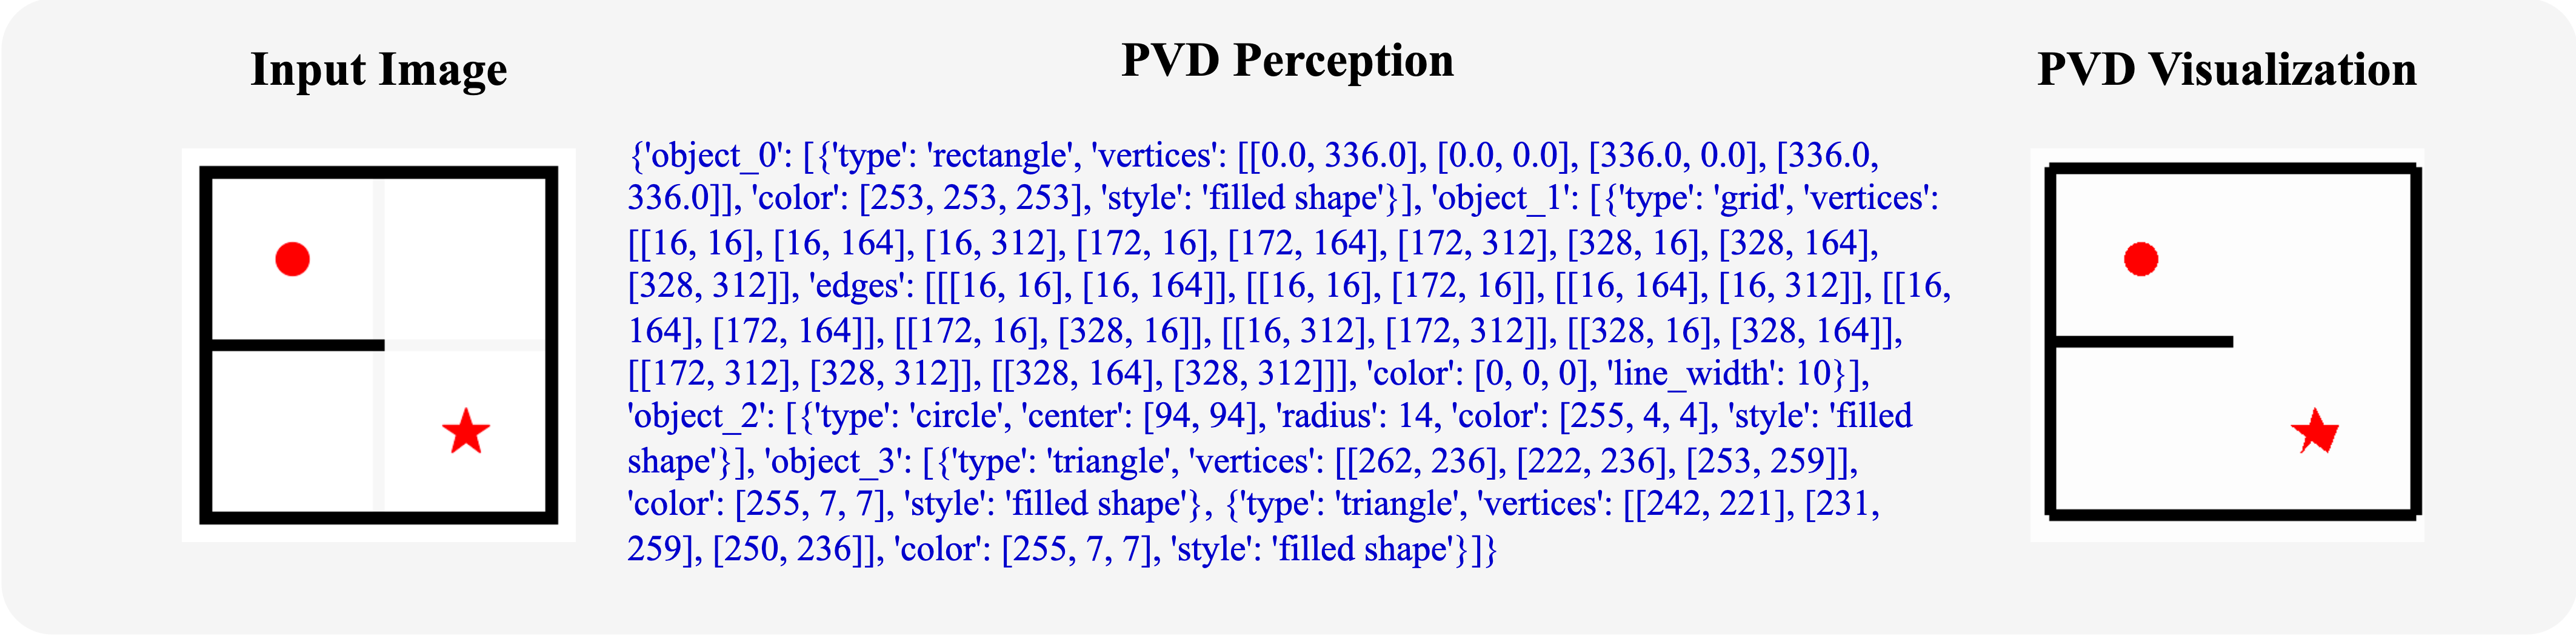 Input Image
PVD Perception
PVD Visualization
{'object_0': [{'type': 'rectangle', 'vertices': [[0.0, 336.0], [0.0, 0.0], [336.0, 0.0], [336.0,
336.0]], 'color': [253, 253, 253], 'style': 'filled shape'}], 'object_1': [{'type': 'grid', 'vertices':
[[16, 16], [16, 164], [16, 312], [172, 16], [172, 164], [172, 312], [328, 16], [328, 164],
[328, 312]], 'edges': [[[16, 16], [16, 164]], [[16, 16], [172, 16]], [[16, 164], [16, 312]], [[16,
164], [172, 164]], [[172, 16], [328, 16]], [[16, 312], [172, 312]], [[328, 16], [328, 164]],
[[172, 312], [328, 312]], [[328, 164], [328, 312]]], 'color': [0, 0, 0], 'line_width': 10}],
'object_2': [{'type': 'circle', 'center': [94, 94], 'radius': 14, 'color': [255, 4, 4], 'style': 'filled
shape'}], 'object_3': [{'type': 'triangle', 'vertices': [[262, 236], [222, 236], [253, 259]],
'color': [255, 7, 7], 'style': 'filled shape'}, {'type': 'triangle', 'vertices': [[242, 221], [231,
259], [250, 236]], 'color': [255, 7, 7], 'style': 'filled shape'}]}